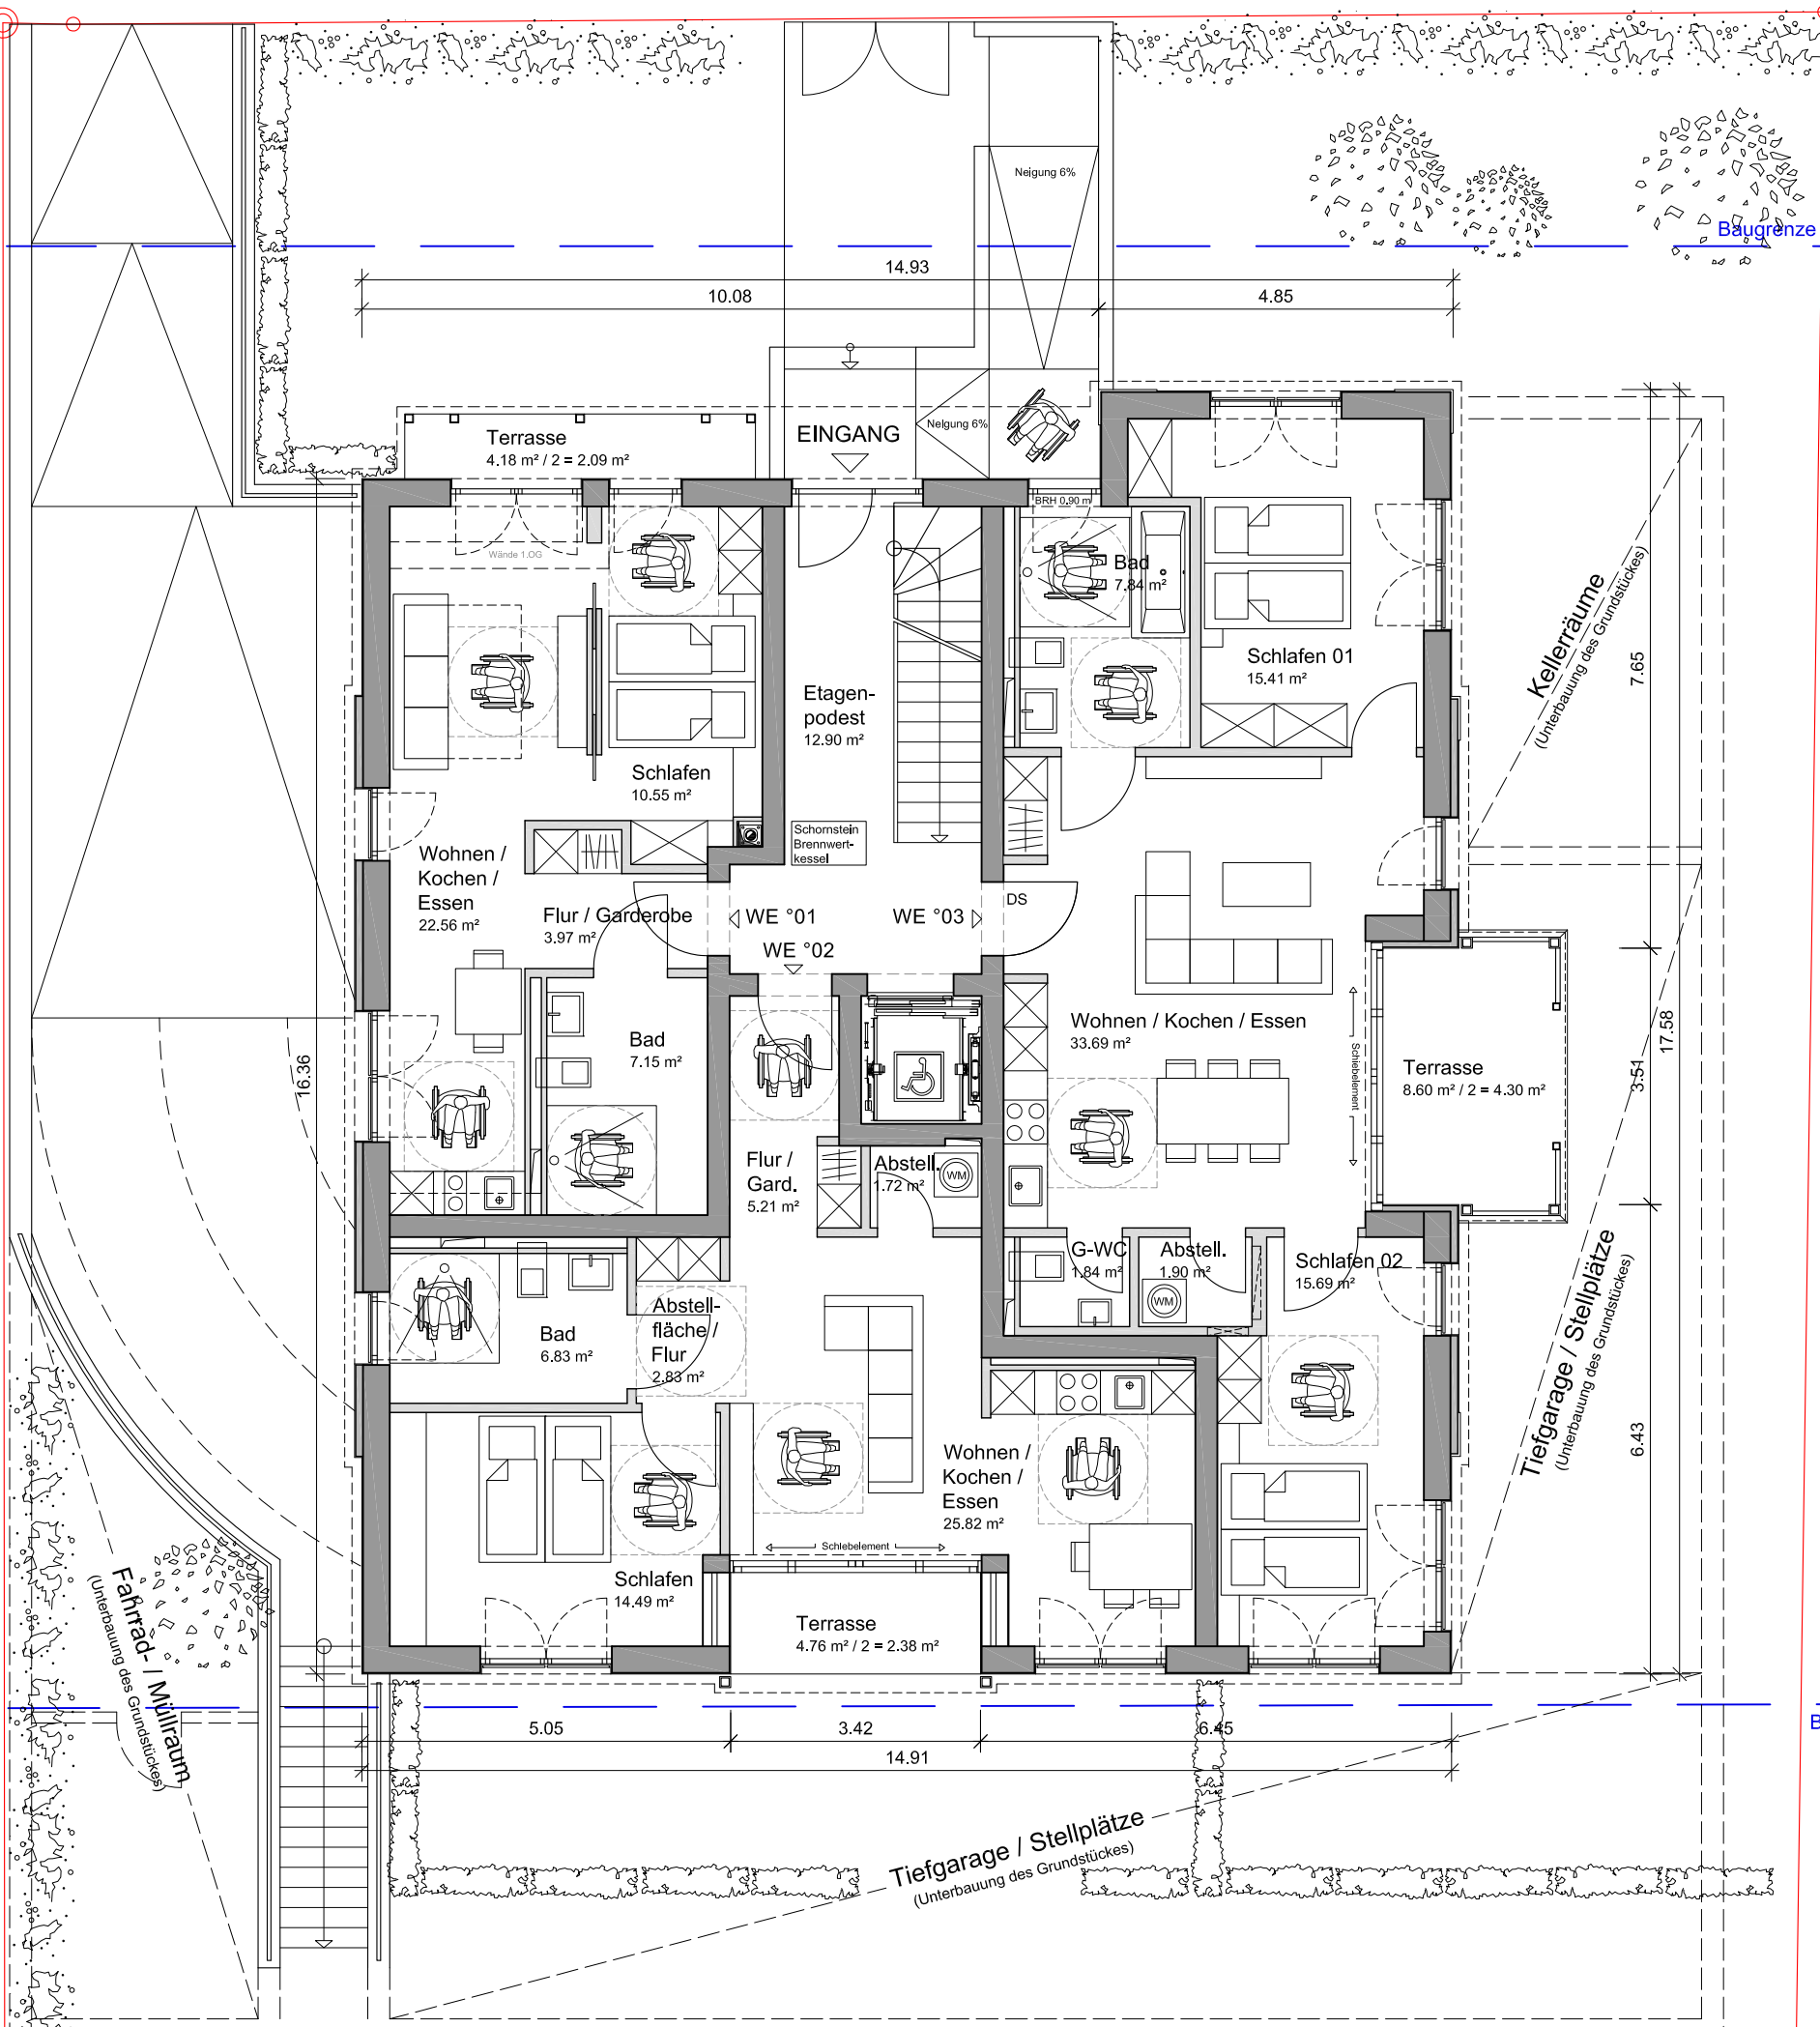 Neigung 6%
Baugrenze
14.93
10.08
4.85
EINGANG
Neigung 6%
Terrasse
4.18 m² / 2 = 2.09 m²
BRH 0.90 m
Wände 1.OG
Bad
7.84 m²
Kellerräume
(Unterbauung des Grundstückes)
7.65
Schlafen 01
15.41 m²
Etagen-
podest
12.90 m²
Schlafen
10.55 m²
Schornstein
Brennwert-
kessel
Wohnen /
Kochen /
Essen
22.56 m²
Flur / Garderobe
3.97 m²
WE °01
WE °03
DS
WE °02
16.36
17.58
Bad
7.15 m²
Wohnen / Kochen / Essen
33.69 m²
Schiebelement
Terrasse
8.60 m² / 2 = 4.30 m²
3.51
Flur /
Gard.
5.21 m²
Abstell.
1.72 m²
WM
G-WC
1.84 m²
Abstell.
1.90 m²
WM
Schlafen 02
15.69 m²
Tiefgarage / Stellplätze
(Unterbauung des Grundstückes)
Bad
6.83 m²
Abstell-
fläche /
Flur
2.83 m²
6.43
Wohnen /
Kochen /
Essen
25.82 m²
Schiebelement
Schlafen
14.49 m²
Terrasse
4.76 m² / 2 = 2.38 m²
Fahrrad- / Müllraum
(Unterbauung des Grundstückes)
B
5.05
3.42
6.45
14.91
Tiefgarage / Stellplätze
(Unterbauung des Grundstückes)